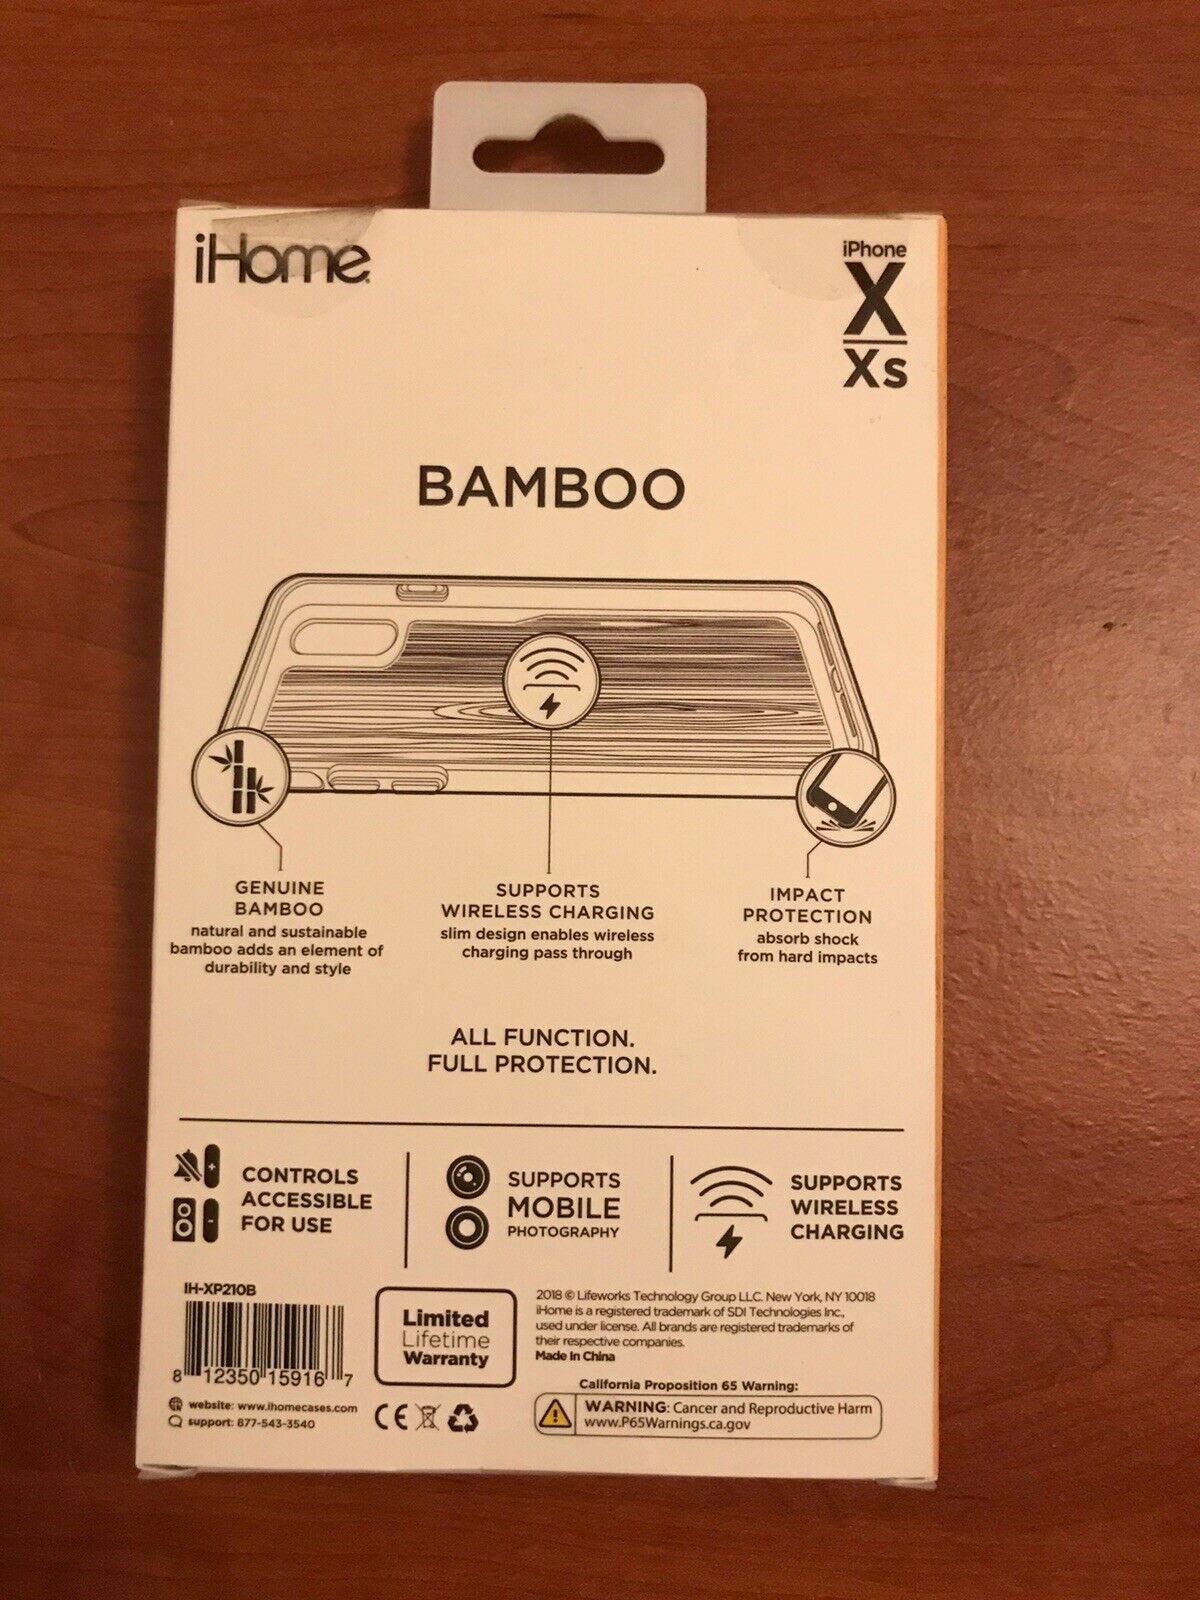 iHome
iPhone
X
Xs
BAMBOO
GENUINE
BAMBOO
natural and sustainable
bamboo adds an element of
durability and style
SUPPORTS
WIRELESS CHARGING
slim design enables wireless
charging pass through
IMPACT
PROTECTION
absorb shock
from hard impacts
ALL FUNCTION.
FULL PROTECTION.
CONTROLS
ACCESSIBLE
FOR USE
SUPPORTS
MOBILE
PHOTOGRAPHY
SUPPORTS
WIRELESS
CHARGING
IH-XP210B
8 12350 15916 7
website: www.ihomecases.com
support: 877-543-3540
Limited
Lifetime
Warranty
CE
2018 © Lifeworks Technology Group LLC. New York, NY 10018
iHome is a registered trademark of SDI Technologies Inc.,
used under license. All brands are registered trademarks of
their respective companies.
Made In China
California Proposition 65 Warning:
WARNING: Cancer and Reproductive Harm
www.P65Warnings.ca.gov